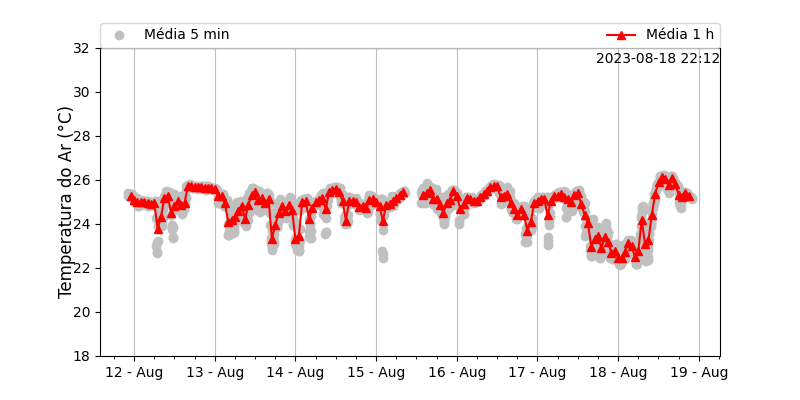 Média 5 min
Média 1 h
2023-08-18 22:12
Temperatura do Ar (°C)
32
30
28
26
24
22
20
18
12 - Aug
13 - Aug
14 - Aug
15 - Aug
16 - Aug
17 - Aug
18 - Aug
19 - Aug